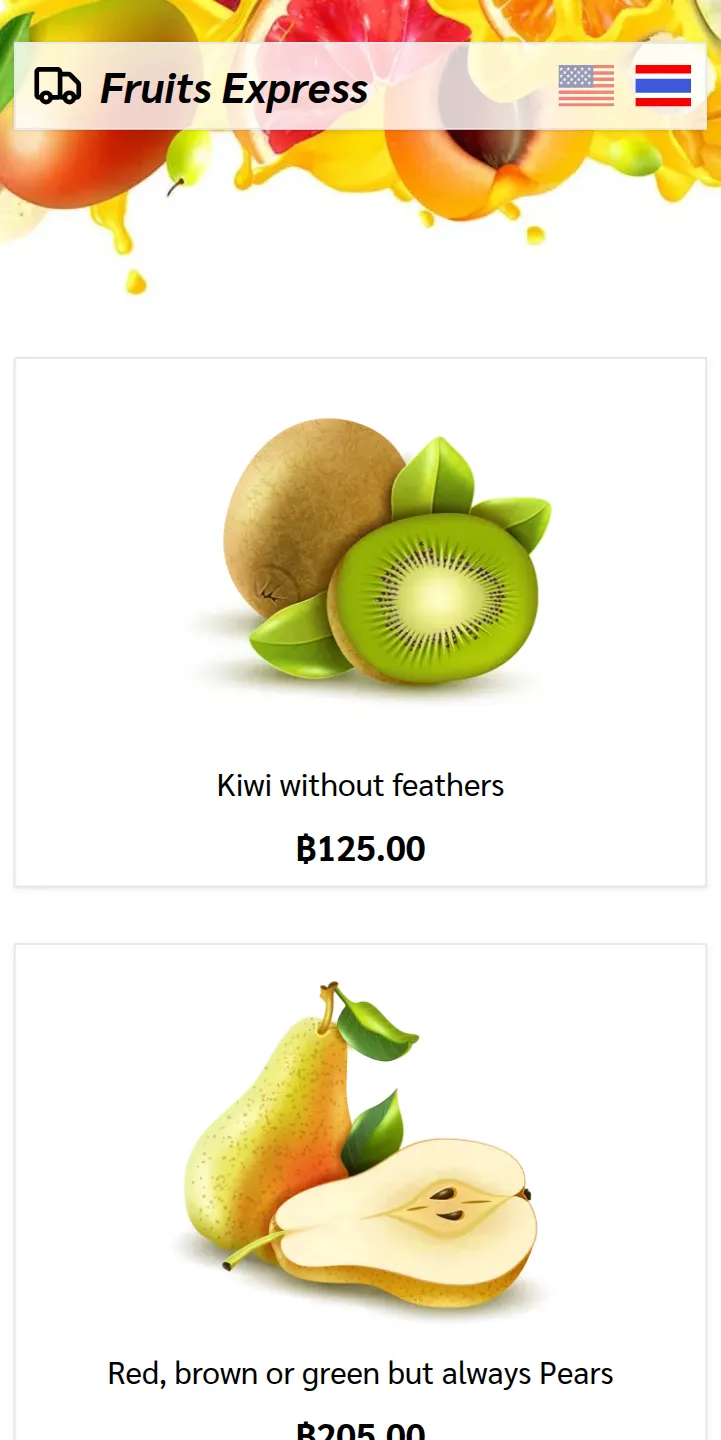 Fruits Express
Kiwi without feathers
฿125.00
Red, brown or green but always Pears
฿205.00